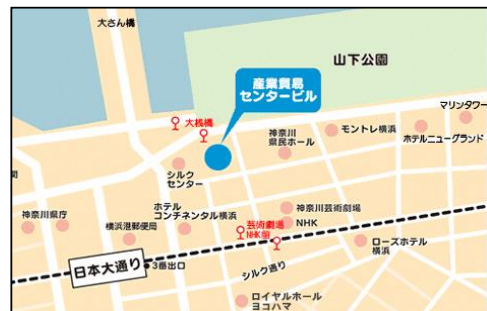 大さん橋
山下公園
産業貿易
センタービル
マリンタワー
大桟橋
神奈川
県民ホール
モントレ横浜
ホテルニューグランド
シルク
センター
神奈川県庁
横浜港郵便局
ホテル
コンチネンタル横浜
神奈川芸術劇場
NHK
芸術劇場
NHK前
日本大通り
3番出口
シルク通り
ローズホテル
横浜
ロイヤルホール
ヨコハマ